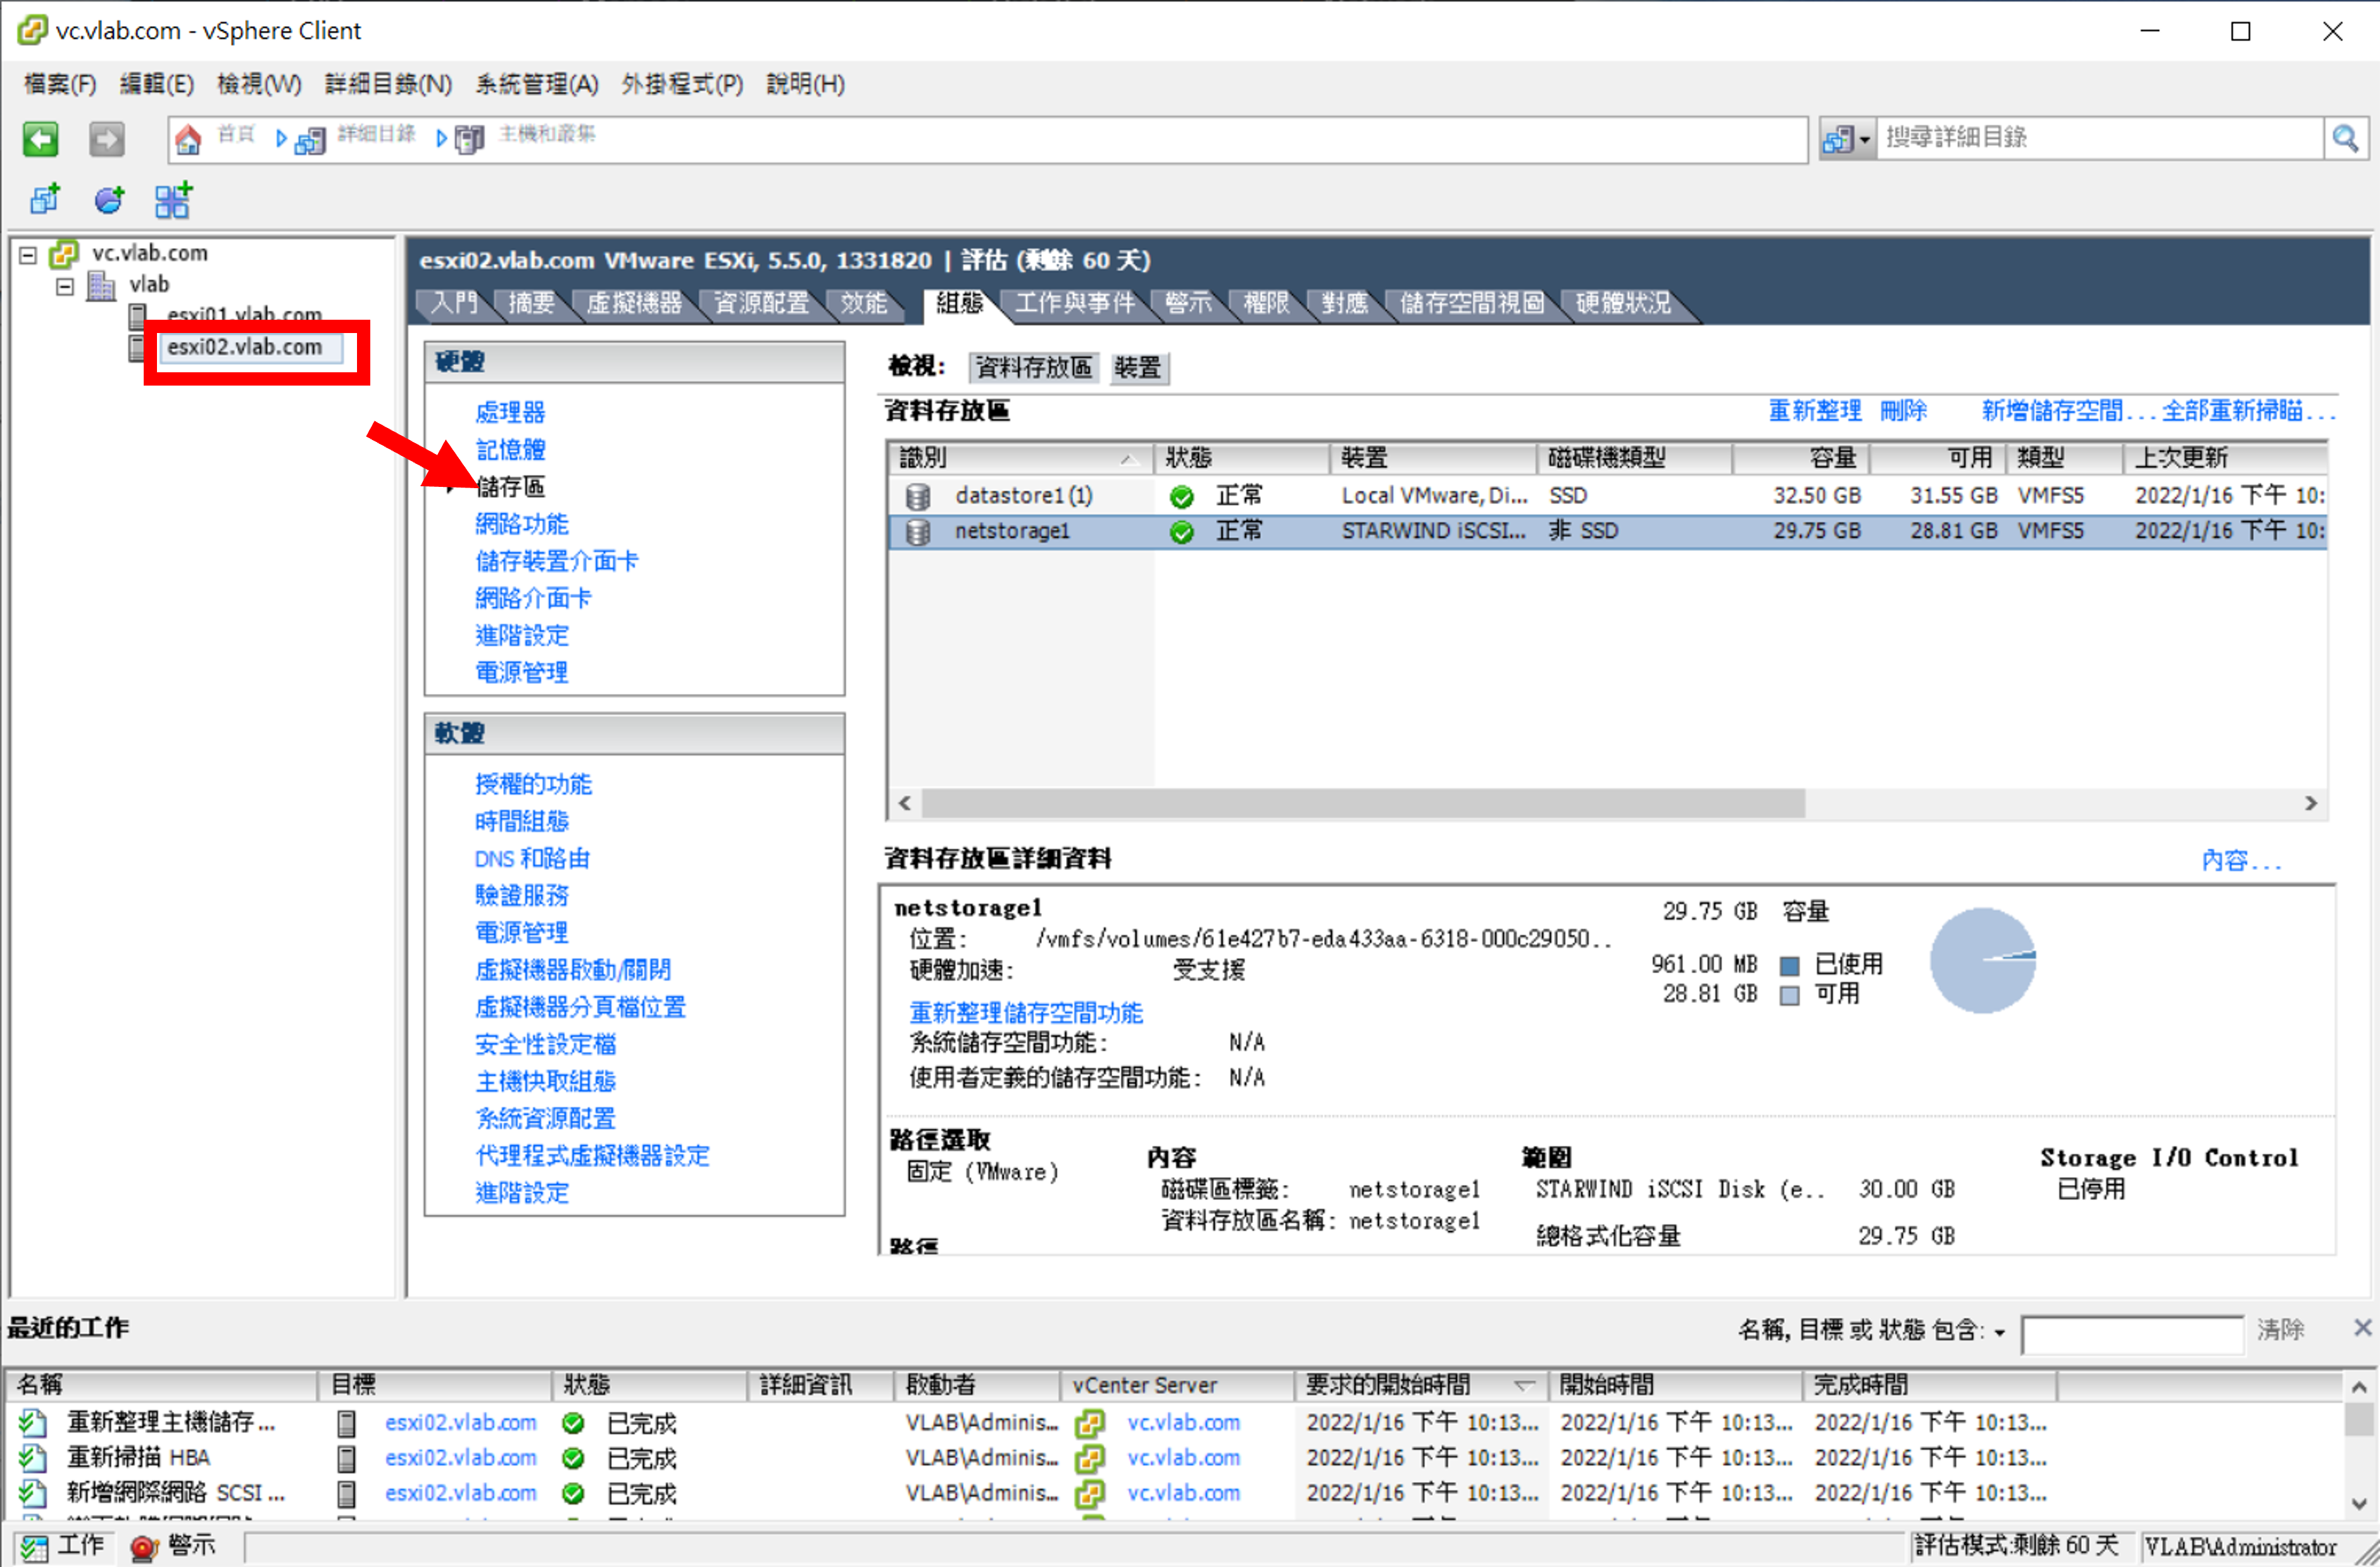 vc.vlab.com - vSphere Client
檔案(F) 編輯(E) 檢視(W) 詳細目錄(N) 系統管理(A) 外掛程式(P) 說明(H)
首頁 詳細目錄 主機和叢集 搜尋詳細目錄
vc.vlab.com
vlab
esxi01.vlab.com
esxi02.vlab.com
esxi02.vlab.com VMware ESXi, 5.5.0, 1331820 | 評估 (剩餘 60 天)
入門 摘要 虛擬機器 資源配置 效能 組態 工作與事件 警示 權限 對應 儲存空間視圖 硬體狀況
硬體
處理器
記憶體
儲存區
網路功能
儲存裝置介面卡
網路介面卡
進階設定
電源管理
軟體
授權的功能
時間組態
DNS 和路由
驗證服務
電源管理
虛擬機器啟動/關閉
虛擬機器分頁檔位置
安全性設定檔
主機快取組態
系統資源配置
代理程式虛擬機器設定
進階設定
檢視: 資料存放區 裝置
資料存放區 重新整理 刪除 新增儲存空間... 全部重新掃瞄...
識別 狀態 裝置 磁碟機類型 容量 可用 類型 上次更新
datastore1 (1) 正常 Local VMware, Di... SSD 32.50 GB 31.55 GB VMFS5 2022/1/16 下午 10:
netstorage1 正常 STARWIND iSCSI... 非 SSD 29.75 GB 28.81 GB VMFS5 2022/1/16 下午 10:
資料存放區詳細資料 內容...
netstorage1 29.75 GB 容量
位置: /vmfs/volumes/61e427b7-eda433aa-6318-000c29050..
硬體加速: 受支援 961.00 MB 已使用
28.81 GB 可用
重新整理儲存空間功能
系統儲存空間功能: N/A
使用者定義的儲存空間功能: N/A
路徑選取
固定 (VMware)
路徑
內容
磁碟區標籤: netstorage1
資料存放區名稱: netstorage1
範圍
STARWIND iSCSI Disk (e.. 30.00 GB
總格式化容量 29.75 GB
Storage I/O Control
已停用
最近的工作 名稱, 目標 或 狀態 包含: 清除
名稱 目標 狀態 詳細資訊 啟動者 vCenter Server 要求的開始時間 開始時間 完成時間
重新整理主機儲存... esxi02.vlab.com 已完成 VLAB\Adminis... vc.vlab.com 2022/1/16 下午 10:13... 2022/1/16 下午 10:13... 2022/1/16 下午 10:13...
重新掃描 HBA esxi02.vlab.com 已完成 VLAB\Adminis... vc.vlab.com 2022/1/16 下午 10:13... 2022/1/16 下午 10:13... 2022/1/16 下午 10:13...
新增網際網路 SCSI ... esxi02.vlab.com 已完成 VLAB\Adminis... vc.vlab.com 2022/1/16 下午 10:13... 2022/1/16 下午 10:13... 2022/1/16 下午 10:13...
工作 警示 評估模式:剩餘 60 天 VLAB\Administrator